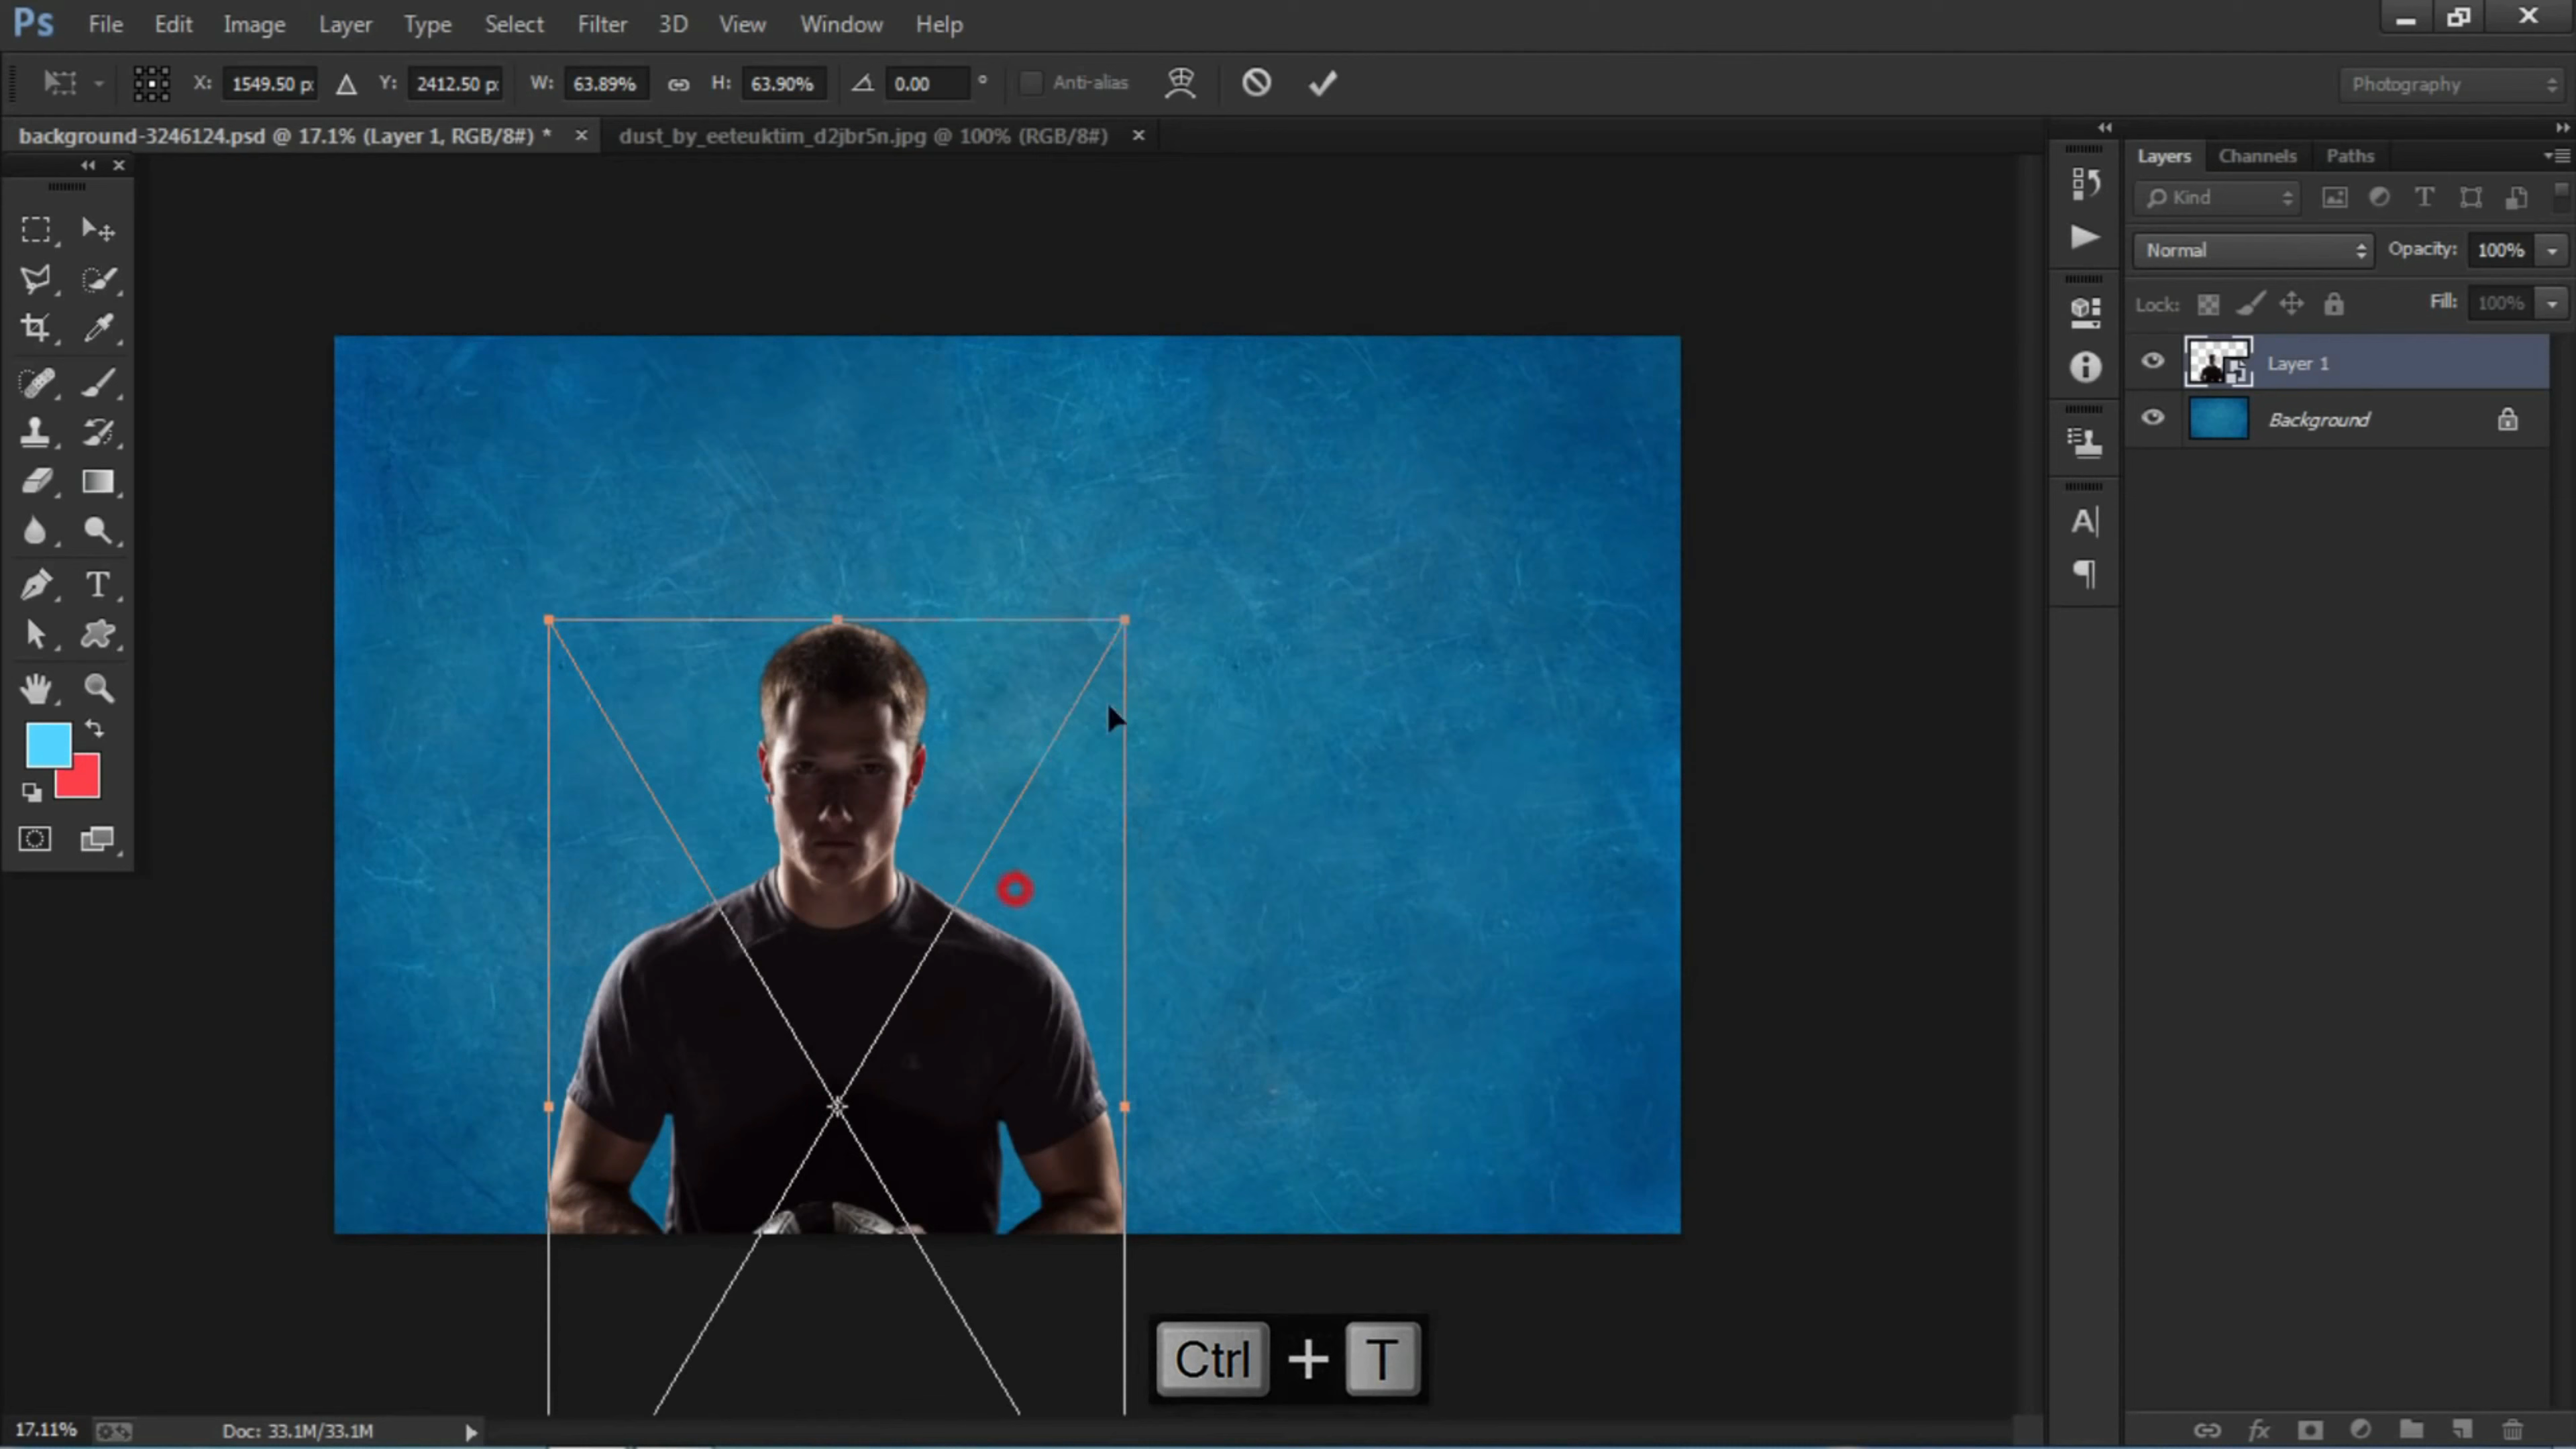 Ps File Edit Image Layer Type Select Filter 3D View Window Help
X: 1549.50 p Y: 2412.50 p W: 63.89% H: 63.90% 0.00 ° Anti-alias Photography
background-3246124.psd @ 17.1% (Layer 1, RGB/8#) * dust_by_eeteuktim_d2jbr5n.jpg @ 100% (RGB/8#)
Layers Channels Paths
Kind
Normal Opacity: 100%
Lock: Fill: 100%
Layer 1
Background
Ctrl + T
17.11% Doc: 33.1M/33.1M